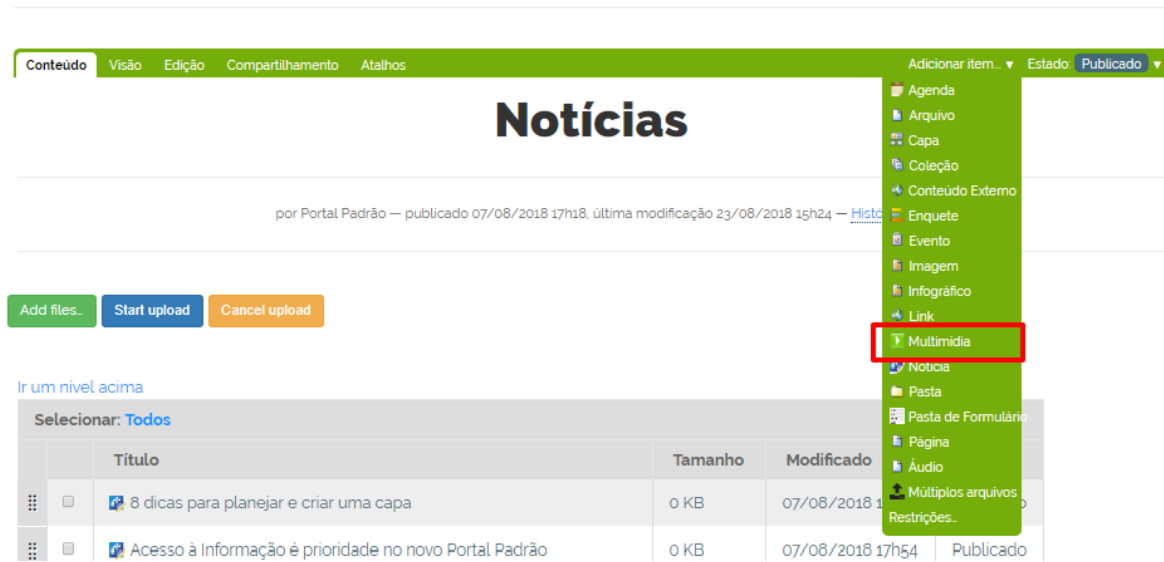 Conteúdo Visão Edição Compartilhamento Atalhos Adicionar item... ▼ Estado: Publicado ▼
Notícias
por Portal Padrão — publicado 07/08/2018 17h18, última modificação 23/08/2018 15h24 — Histó
Agenda
Arquivo
Capa
Coleção
Conteúdo Externo
Enquete
Evento
Imagem
Infográfico
Link
Multimídia
Notícia
Pasta
Pasta de Formulário
Página
Áudio
Múltiplos arquivos
Restrições...
Add files... Start upload Cancel upload
Ir um nível acima
Selecionar: Todos
Título Tamanho Modificado
8 dicas para planejar e criar uma capa 0 KB 07/08/2018 1
Acesso à Informação é prioridade no novo Portal Padrão 0 KB 07/08/2018 17h54 Publicado